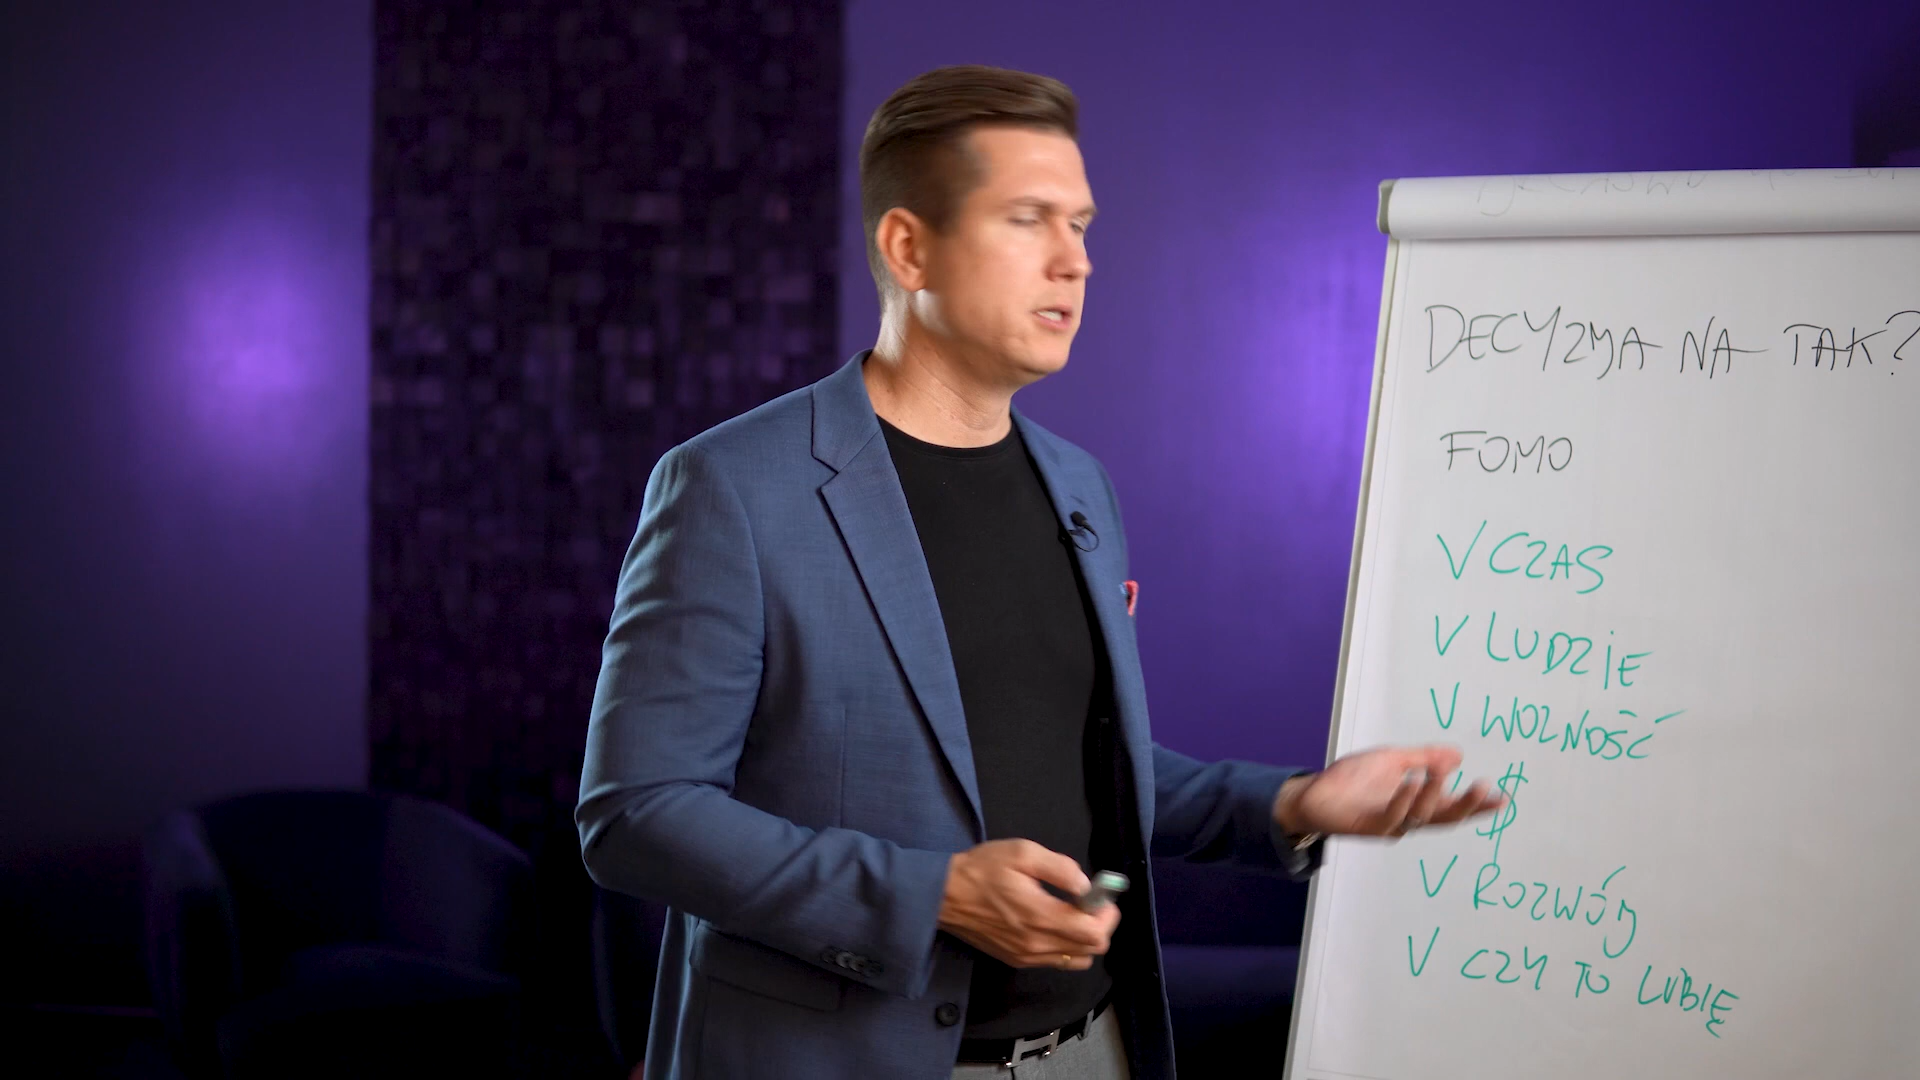 DECYZJA NA TAK?
FOMO
V CZAS
V LUDZIE
V WOLNOŚĆ
V $
V ROZWÓJ
V CZY TO LUBIĘ